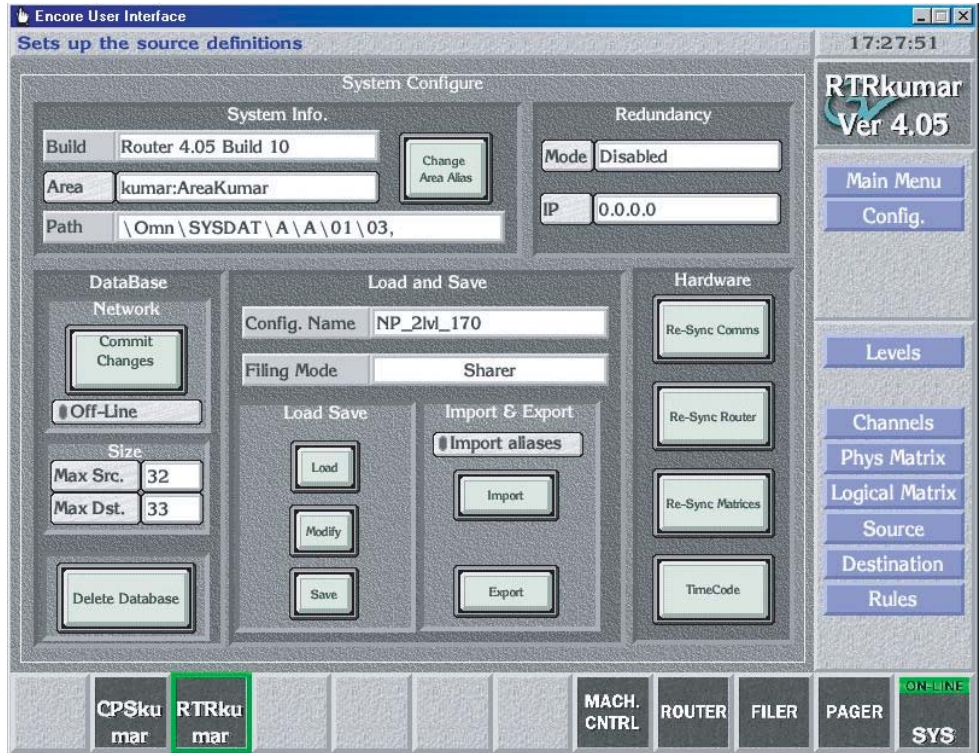 Encore User Interface
Sets up the source definitions
17:27:51
RTRkumar
Ver 4.05
System Configure
System Info.
Build Router 4.05 Build 10
Area kumar:AreaKumar
Path \Omn\SYSDAT\A\A\01\03,
Change
Area Alias
Redundancy
Mode Disabled
IP 0.0.0.0
Main Menu
Config.
DataBase
Network
Commit
Changes
Off-Line
Size
Max Src. 32
Max Dst. 33
Delete Database
Load and Save
Config. Name NP_2lvl_170
Filing Mode Sharer
Load Save
Load
Modify
Save
Import & Export
Import aliases
Import
Export
Hardware
Re-Sync Comms
Re-Sync Router
Re-Sync Matrices
TimeCode
Levels
Channels
Phys Matrix
Logical Matrix
Source
Destination
Rules
CPSku
mar
RTRku
mar
MACH.
CNTRL
ROUTER
FILER
PAGER
ON-LINE
SYS